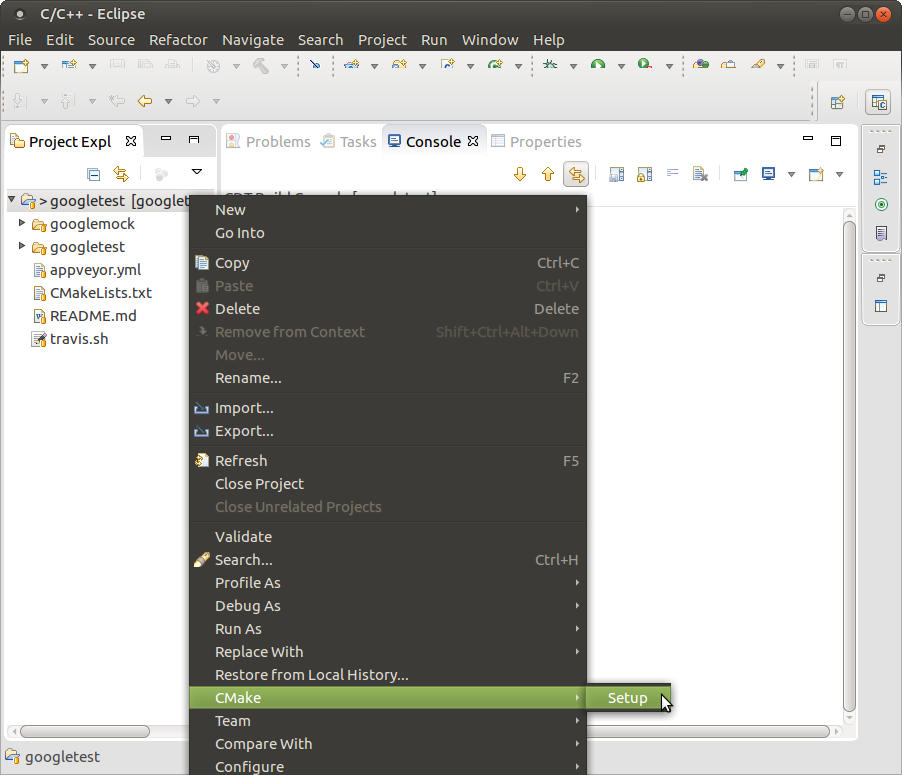 C/C++ - Eclipse
File Edit Source Refactor Navigate Search Project Run Window Help
Project Expl
Problems Tasks Console Properties
> googletest [googlet
googlemock
googletest
appveyor.yml
CMakeLists.txt
README.md
travis.sh
New
Go Into
Copy Ctrl+C
Paste Ctrl+V
Delete Delete
Remove from Context Shift+Ctrl+Alt+Down
Move...
Rename... F2
Import...
Export...
Refresh F5
Close Project
Close Unrelated Projects
Validate
Search... Ctrl+H
Profile As
Debug As
Run As
Replace With
Restore from Local History...
CMake Setup
Team
Compare With
Configure
googletest